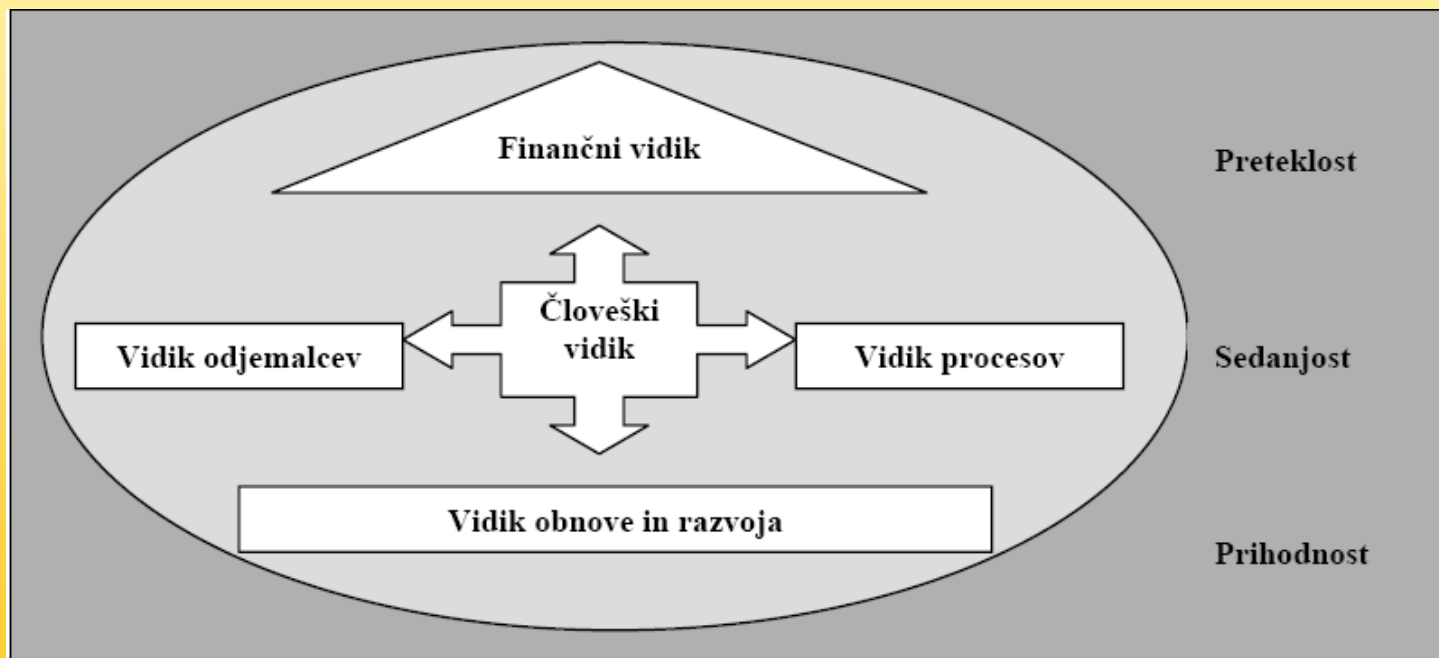 Finančni vidik
Preteklost
Človeški
vidik
Vidik odjemalcev
Vidik procesov
Sedanjost
Vidik obnove in razvoja
Prihodnost